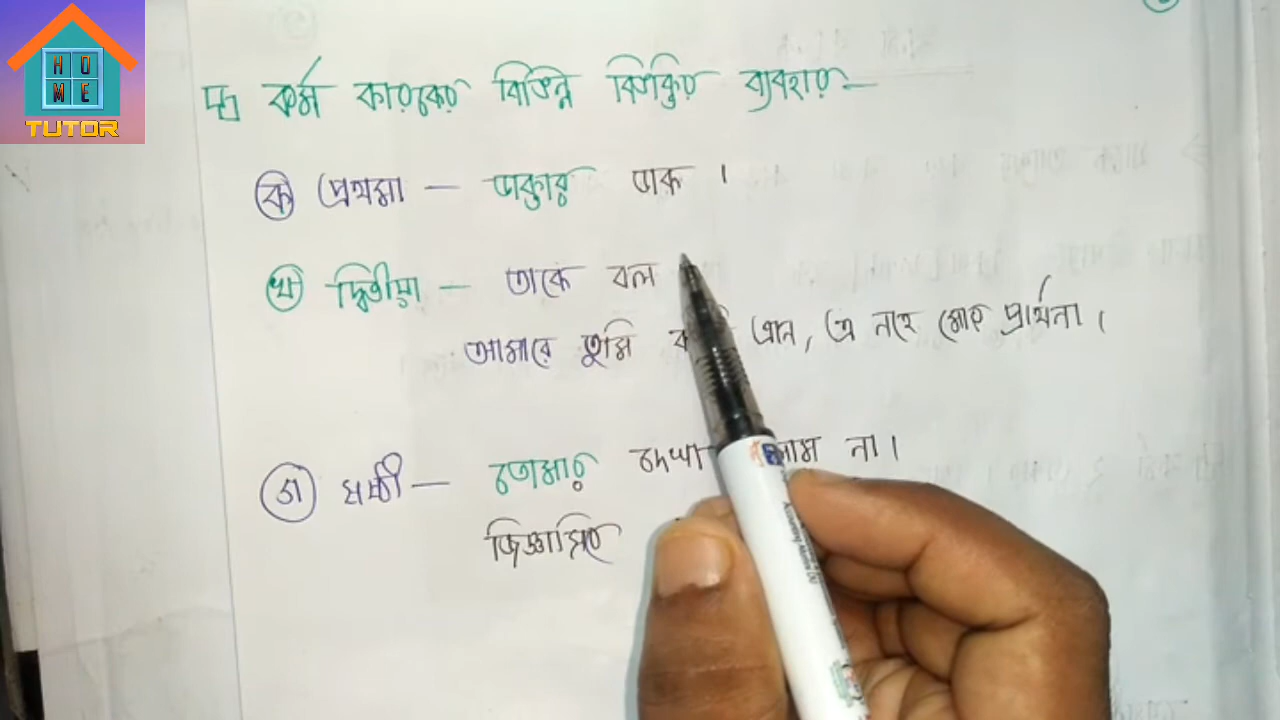 HOME
TUTOR
কর্ম কারকের বিভিন্ন বিভক্তির ব্যবহার —
ক প্রথমা — ডাক্তার ডাক ।
খ দ্বিতীয়া — তাকে বল
আমারে তুমি ত্রান, এ নহে মোর প্রার্থনা ।
গ ষষ্ঠী — তোমার দেখা লাম না ।
জিজ্ঞাসিবে